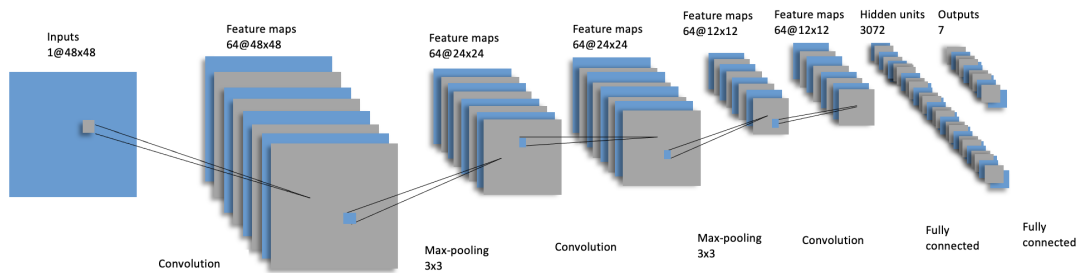 Inputs
1@48x48
Feature maps
64@48x48
Feature maps
64@24x24
Feature maps
64@24x24
Feature maps
64@12x12
Feature maps
64@12x12
Hidden units
3072
Outputs
7
Convolution
Max-pooling
3x3
Convolution
Max-pooling
3x3
Convolution
Fully
connected
Fully
connected